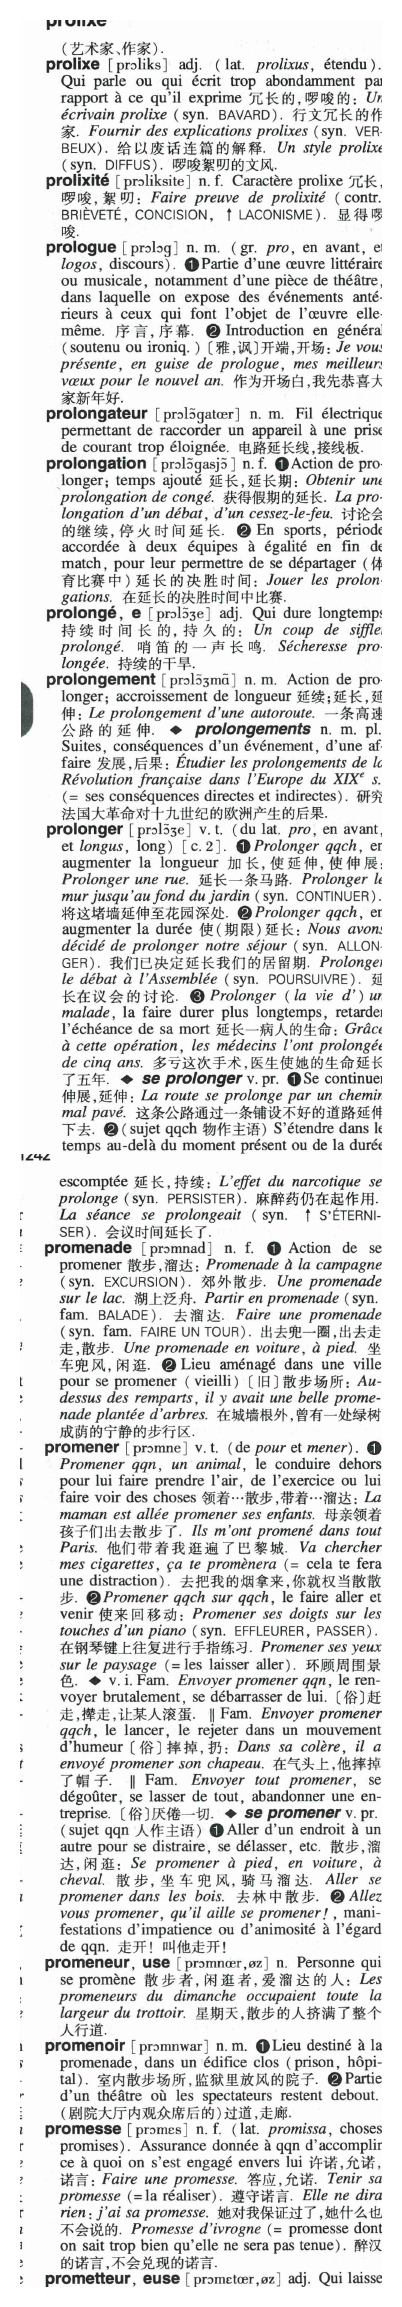 prolixe
(艺术家、作家).
prolixe [prɔliks] adj. (lat. prolixus, étendu).
Qui parle ou qui écrit trop abondamment par
rapport à ce qu'il exprime 冗长的,啰唆的: Un
écrivain prolixe (syn. BAVARD). 行文冗长的作
家. Fournir des explications prolixes (syn. VER-
BEUX). 给以废话连篇的解释. Un style prolixe
(syn. DIFFUS). 啰唆絮叨的文风.
prolixité [prɔliksite] n. f. Caractère prolixe 冗长,
啰唆,絮叨: Faire preuve de prolixité (contr.
BRIÈVETÉ, CONCISION, ↑ LACONISME). 显得啰
唆.
prologue [prɔlɔg] n. m. (gr. pro, en avant, et
logos, discours). ❶Partie d'une œuvre littéraire
ou musicale, notamment d'une pièce de théâtre,
dans laquelle on expose des événements anté-
rieurs à ceux qui font l'objet de l'œuvre elle-
même. 序言,序幕. ❷ Introduction en général
(soutenu ou ironiq.) 〔雅,讽〕开端,开场: Je vous
présente, en guise de prologue, mes meilleurs
vœux pour le nouvel an. 作为开场白,我先恭喜大
家新年好.
prolongateur [prɔlɔ̃gatœr] n. m. Fil électrique
permettant de raccorder un appareil à une prise
de courant trop éloignée. 电路延长线,接线板.
prolongation [prɔlɔ̃gasjɔ̃] n. f. ❶Action de pro-
longer; temps ajouté 延长,延长期: Obtenir une
prolongation de congé. 获得假期的延长. La pro-
longation d'un débat, d'un cessez-le-feu. 讨论会
的继续,停火时间延长. ❷ En sports, période
accordée à deux équipes à égalité en fin de
match, pour leur permettre de se départager (体
育比赛中)延长的决胜时间: Jouer les prolon-
gations. 在延长的决胜时间中比赛.
prolongé, e [prɔlɔ̃ʒe] adj. Qui dure longtemps
持续时间长的,持久的: Un coup de sifflet
prolongé. 哨笛的一声长鸣. Sécheresse pro-
longée. 持续的干旱.
prolongement [prɔlɔ̃ʒmɑ̃] n. m. Action de pro-
longer; accroissement de longueur 延续;延长,延
伸: Le prolongement d'une autoroute. 一条高速
公路的延伸. ◆ prolongements n. m. pl.
Suites, conséquences d'un événement, d'une af-
faire 发展,后果: Étudier les prolongements de la
Révolution française dans l'Europe du XIXᵉ s.
(= ses conséquences directes et indirectes). 研究
法国大革命对十九世纪的欧洲产生的后果.
prolonger [prɔlɔ̃ʒe] v. t. (du lat. pro, en avant,
et longus, long) [c. 2]. ❶Prolonger qqch, en
augmenter la longueur 加长,使延伸,使伸展:
Prolonger une rue. 延长一条马路. Prolonger le
mur jusqu'au fond du jardin (syn. CONTINUER).
将这堵墙延伸至花园深处. ❷Prolonger qqch, en
augmenter la durée 使(期限)延长: Nous avons
décidé de prolonger notre séjour (syn. ALLON-
GER). 我们已决定延长我们的居留期. Prolonger
le débat à l'Assemblée (syn. POURSUIVRE). 延
长在议会的讨论. ❸ Prolonger (la vie d') un
malade, la faire durer plus longtemps, retarder
l'échéance de sa mort 延长一病人的生命: Grâce
à cette opération, les médecins l'ont prolongée
de cinq ans. 多亏这次手术,医生使她的生命延长
了五年. ◆ se prolonger v. pr. ❶Se continuer
伸展,延伸: La route se prolonge par un chemin
mal pavé. 这条公路通过一条铺设不好的道路延伸
下去. ❷(sujet qqch 物作主语) S'étendre dans le
temps au-delà du moment présent ou de la durée
1242
escomptée 延长,持续: L'effet du narcotique se
prolonge (syn. PERSISTER). 麻醉药仍在起作用.
La séance se prolongeait (syn. ↑ S'ÉTERNI-
SER). 会议时间延长了.
promenade [prɔmnad] n. f. ❶ Action de se
promener 散步,溜达: Promenade à la campagne
(syn. EXCURSION). 郊外散步. Une promenade
sur le lac. 湖上泛舟. Partir en promenade (syn.
fam. BALADE). 去溜达. Faire une promenade
(syn. fam. FAIRE UN TOUR). 出去兜一圈,出去走
走,散步. Une promenade en voiture, à pied. 坐
车兜风,闲逛. ❷ Lieu aménagé dans une ville
pour se promener (vieilli) 〔旧〕散步场所: Au-
dessus des remparts, il y avait une belle prome-
nade plantée d'arbres. 在城墙根外,曾有一处绿树
成荫的宁静的步行区.
promener [prɔmne] v. t. (de pour et mener). ❶
Promener qqn, un animal, le conduire dehors
pour lui faire prendre l'air, de l'exercice ou lui
faire voir des choses 领着…散步,带着…溜达: La
maman est allée promener ses enfants. 母亲领着
孩子们出去散步了. Ils m'ont promené dans tout
Paris. 他们带着我逛遍了巴黎城. Va chercher
mes cigarettes, ça te promènera (= cela te fera
une distraction). 去把我的烟拿来,你就权当散散
步. ❷Promener qqch sur qqch, le faire aller et
venir 使来回移动: Promener ses doigts sur les
touches d'un piano (syn. EFFLEURER, PASSER).
在钢琴键上往复进行手指练习. Promener ses yeux
sur le paysage (= les laisser aller). 环顾周围景
色. ◆ v. i. Fam. Envoyer promener qqn, le ren-
voyer brutalement, se débarrasser de lui. 〔俗〕赶
走,撵走,让某人滚蛋. ‖ Fam. Envoyer promener
qqch, le lancer, le rejeter dans un mouvement
d'humeur 〔俗〕摔掉,扔: Dans sa colère, il a
envoyé promener son chapeau. 在气头上,他摔掉
了帽子. ‖ Fam. Envoyer tout promener, se
dégoûter, se lasser de tout, abandonner une en-
treprise. 〔俗〕厌倦一切. ◆ se promener v. pr.
(sujet qqn 人作主语) ❶Aller d'un endroit à un
autre pour se distraire, se délasser, etc. 散步,溜
达,闲逛: Se promener à pied, en voiture, à
cheval. 散步,坐车兜风,骑马溜达. Aller se
promener dans les bois. 去林中散步. ❷ Allez
vous promener, qu'il aille se promener!, mani-
festations d'impatience ou d'animosité à l'égard
de qqn. 走开! 叫他走开!
promeneur, euse [prɔmnœr,øz] n. Personne qui
se promène 散步者,闲逛者,爱溜达的人: Les
promeneurs du dimanche occupaient toute la
largeur du trottoir. 星期天,散步的人挤满了整个
人行道.
promenoir [prɔmnwar] n. m. ❶Lieu destiné à la
promenade, dans un édifice clos (prison, hôpi-
tal). 室内散步场所,监狱里放风的院子. ❷Partie
d'un théâtre où les spectateurs restent debout.
(剧院大厅内观众席后的)过道,走廊.
promesse [prɔmɛs] n. f. (lat. promissa, choses
promises). Assurance donnée à qqn d'accomplir
ce à quoi on s'est engagé envers lui 许诺,允诺,
诺言: Faire une promesse. 答应,允诺. Tenir sa
promesse (= la réaliser). 遵守诺言. Elle ne dira
rien: j'ai sa promesse. 她对我保证过了,她什么也
不会说的. Promesse d'ivrogne (= promesse dont
on sait trop bien qu'elle ne sera pas tenue). 醉汉
的诺言,不会兑现的诺言.
prometteur, euse [prɔmɛtœr,øz] adj. Qui laisse